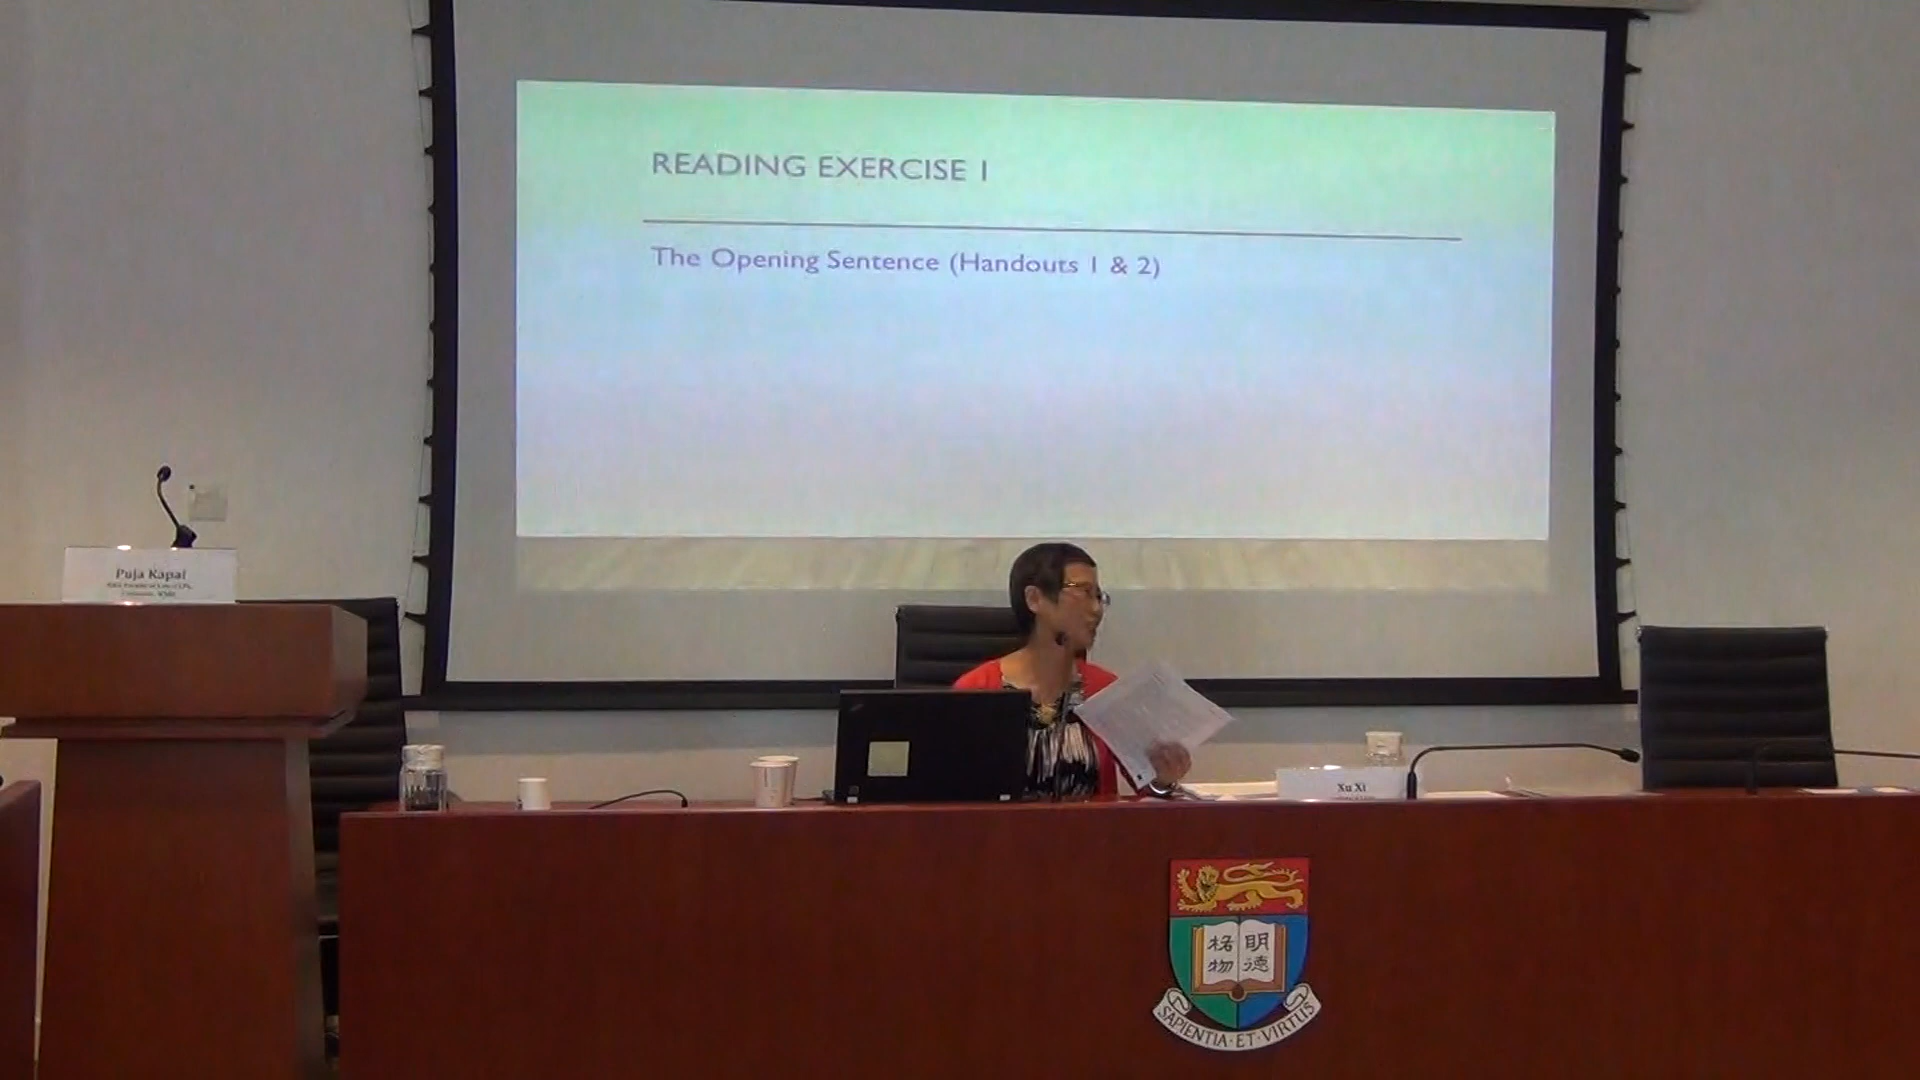 READING EXERCISE 1
The Opening Sentence (Handouts 1 & 2)
Puja Kapai
Xu Xi
明德
格物
SAPIENTIA·ET·VIRTUS